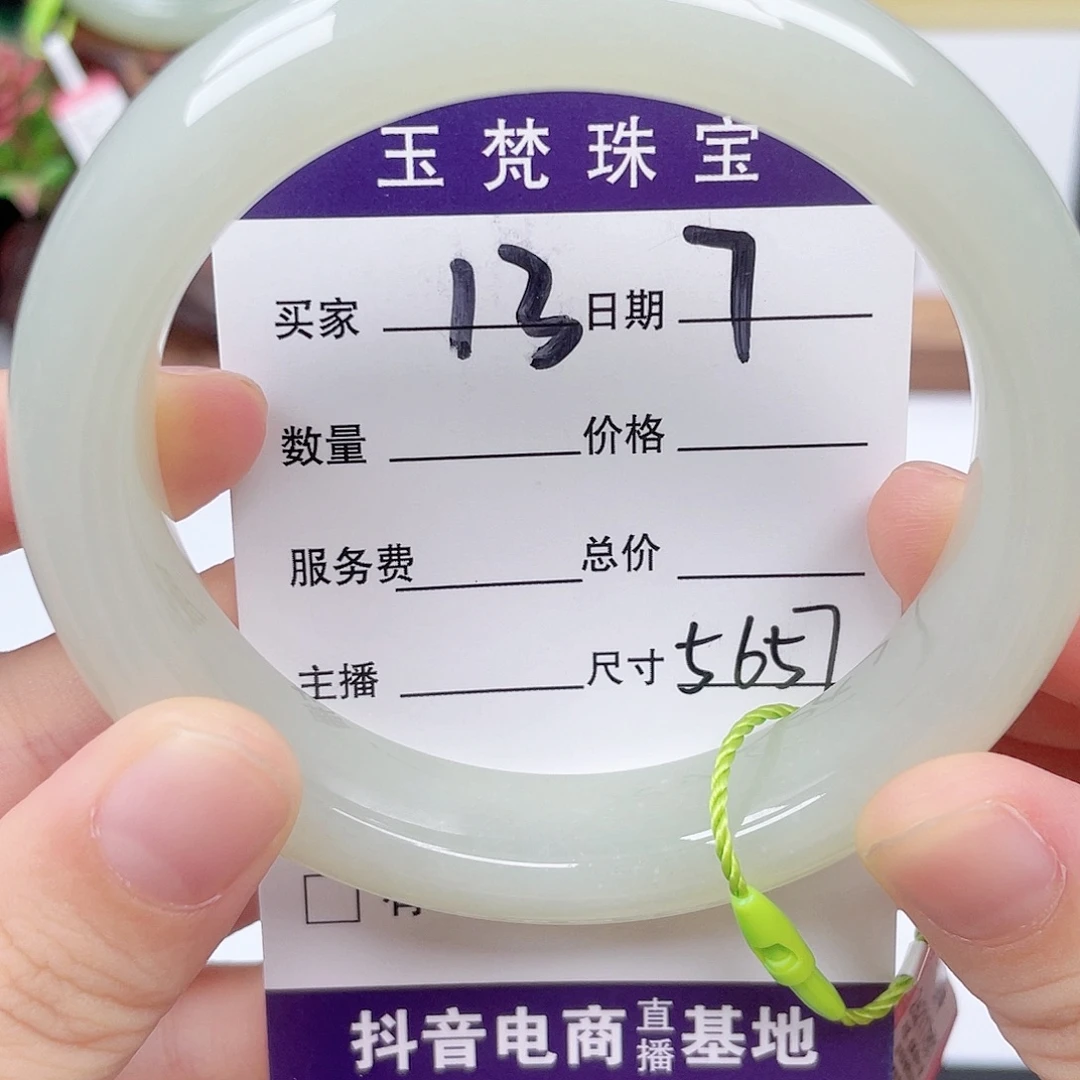 玉梵珠宝
买家 13 日期 7
数量 价格
服务费 总价
主播 尺寸 5657
抖音电商直播基地